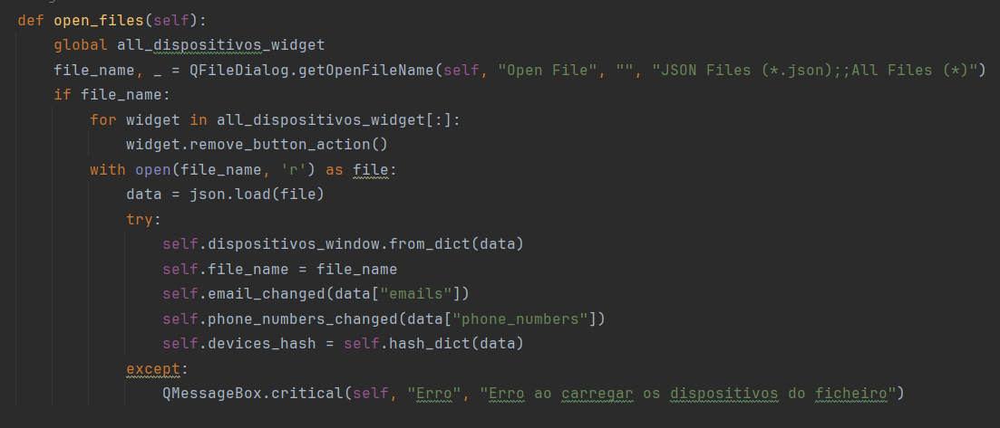 def open_files(self):
    global all_dispositivos_widget
    file_name, _ = QFileDialog.getOpenFileName(self, "Open File", "", "JSON Files (*.json);;All Files (*)")
    if file_name:
        for widget in all_dispositivos_widget[:]:
            widget.remove_button_action()
        with open(file_name, 'r') as file:
            data = json.load(file)
            try:
                self.dispositivos_window.from_dict(data)
                self.file_name = file_name
                self.email_changed(data["emails"])
                self.phone_numbers_changed(data["phone_numbers"])
                self.devices_hash = self.hash_dict(data)
            except:
                QMessageBox.critical(self, "Erro", "Erro ao carregar os dispositivos do ficheiro")